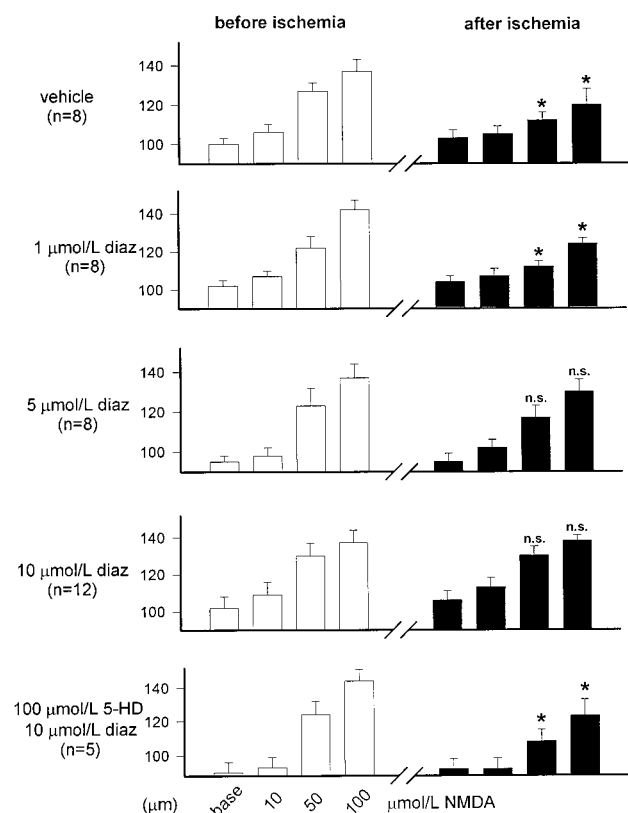 before ischemia after ischemia
vehicle
(n=8)
140
120
100
* *
1 µmol/L diaz
(n=8)
140
120
100
* *
5 µmol/L diaz
(n=8)
140
120
100
n.s. n.s.
10 µmol/L diaz
(n=12)
140
120
100
n.s. n.s.
100 µmol/L 5-HD
10 µmol/L diaz
(n=5)
140
120
100
* *
(µm) base 10 50 100 µmol/L NMDA